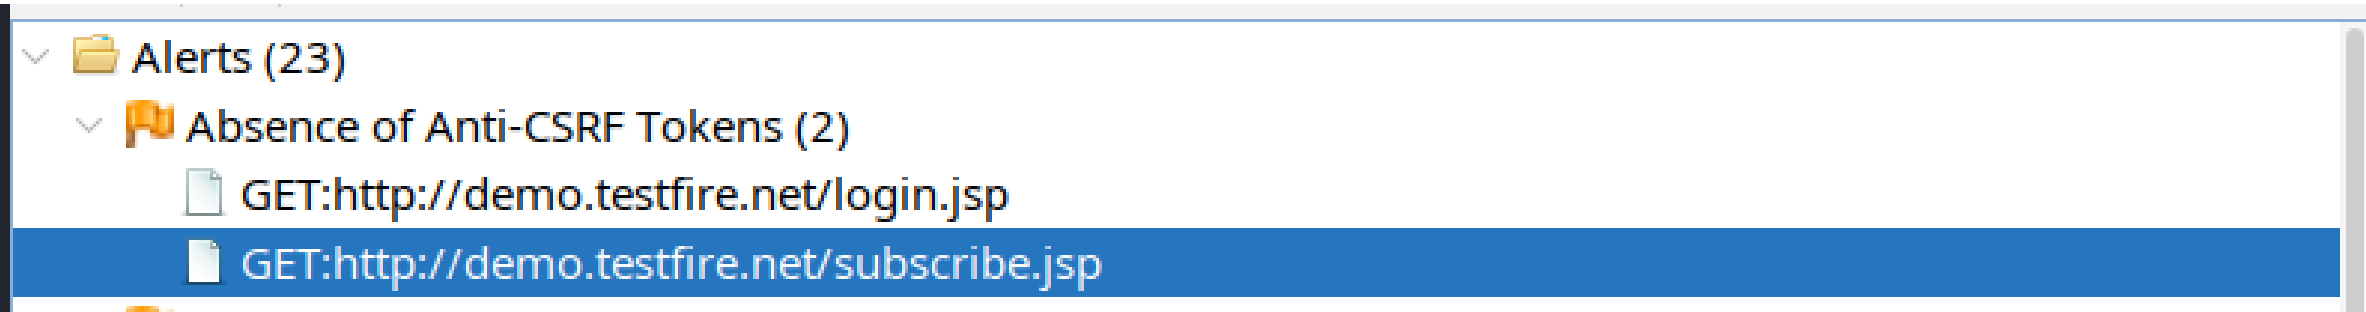 Alerts (23)
Absence of Anti-CSRF Tokens (2)
GET:http://demo.testfire.net/login.jsp
GET:http://demo.testfire.net/subscribe.jsp